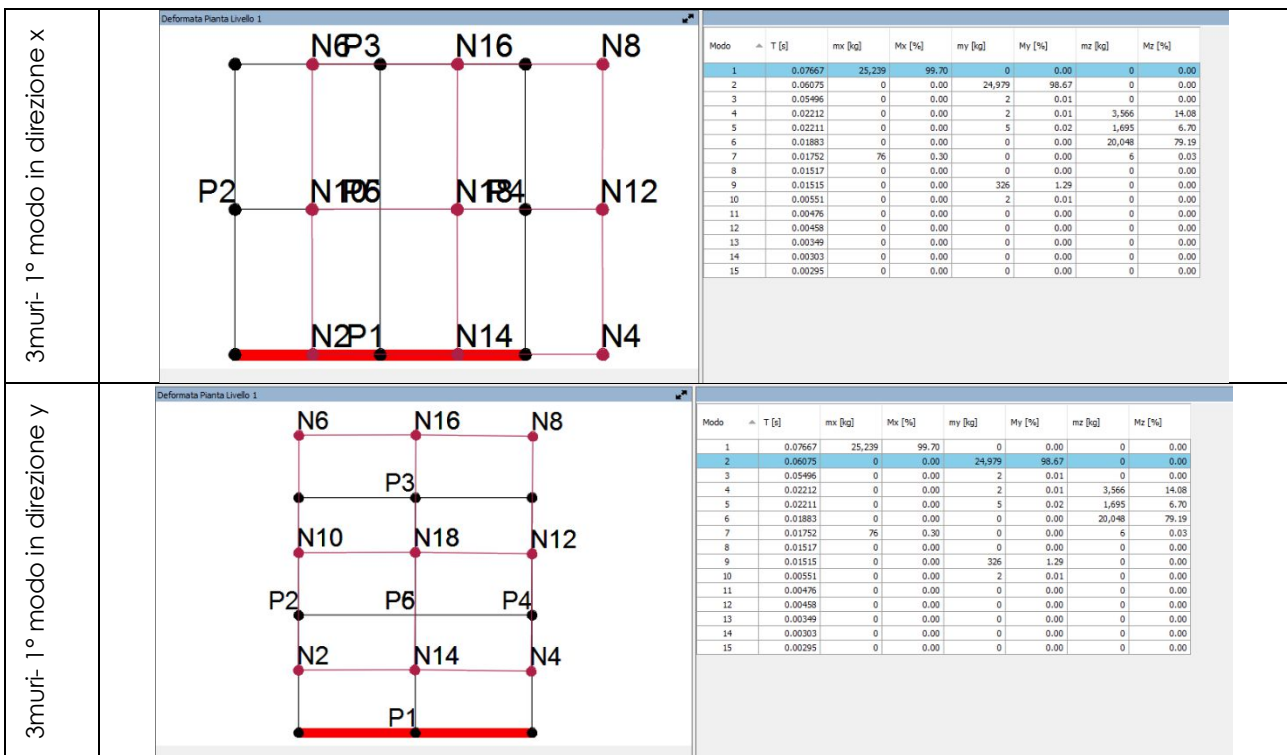 3muri- 1° modo in direzione x
Deformata Pianta Livello 1
N6 P3 N16 N8
P2 N10 P6 N18 P4 N12
N2 P1 N14 N4
Modo T [s] mx [kg] Mx [%] my [kg] My [%] mz [kg] Mz [%]
1 0.07667 25,239 99.70 0 0.00 0 0.00
2 0.06075 0 0.00 24,979 98.67 0 0.00
3 0.05496 0 0.00 2 0.01 0 0.00
4 0.02212 0 0.00 2 0.01 3,566 14.08
5 0.02211 0 0.00 5 0.02 1,695 6.70
6 0.01883 0 0.00 0 0.00 20,048 79.19
7 0.01752 76 0.30 0 0.00 6 0.03
8 0.01517 0 0.00 0 0.00 0 0.00
9 0.01515 0 0.00 326 1.29 0 0.00
10 0.00551 0 0.00 2 0.01 0 0.00
11 0.00476 0 0.00 0 0.00 0 0.00
12 0.00458 0 0.00 0 0.00 0 0.00
13 0.00349 0 0.00 0 0.00 0 0.00
14 0.00303 0 0.00 0 0.00 0 0.00
15 0.00295 0 0.00 0 0.00 0 0.00
3muri- 1° modo in direzione y
Deformata Pianta Livello 1
N6 N16 N8
P3
N10 N18 N12
P2 P6 P4
N2 N14 N4
P1
Modo T [s] mx [kg] Mx [%] my [kg] My [%] mz [kg] Mz [%]
1 0.07667 25,239 99.70 0 0.00 0 0.00
2 0.06075 0 0.00 24,979 98.67 0 0.00
3 0.05496 0 0.00 2 0.01 0 0.00
4 0.02212 0 0.00 2 0.01 3,566 14.08
5 0.02211 0 0.00 5 0.02 1,695 6.70
6 0.01883 0 0.00 0 0.00 20,048 79.19
7 0.01752 76 0.30 0 0.00 6 0.03
8 0.01517 0 0.00 0 0.00 0 0.00
9 0.01515 0 0.00 326 1.29 0 0.00
10 0.00551 0 0.00 2 0.01 0 0.00
11 0.00476 0 0.00 0 0.00 0 0.00
12 0.00458 0 0.00 0 0.00 0 0.00
13 0.00349 0 0.00 0 0.00 0 0.00
14 0.00303 0 0.00 0 0.00 0 0.00
15 0.00295 0 0.00 0 0.00 0 0.00